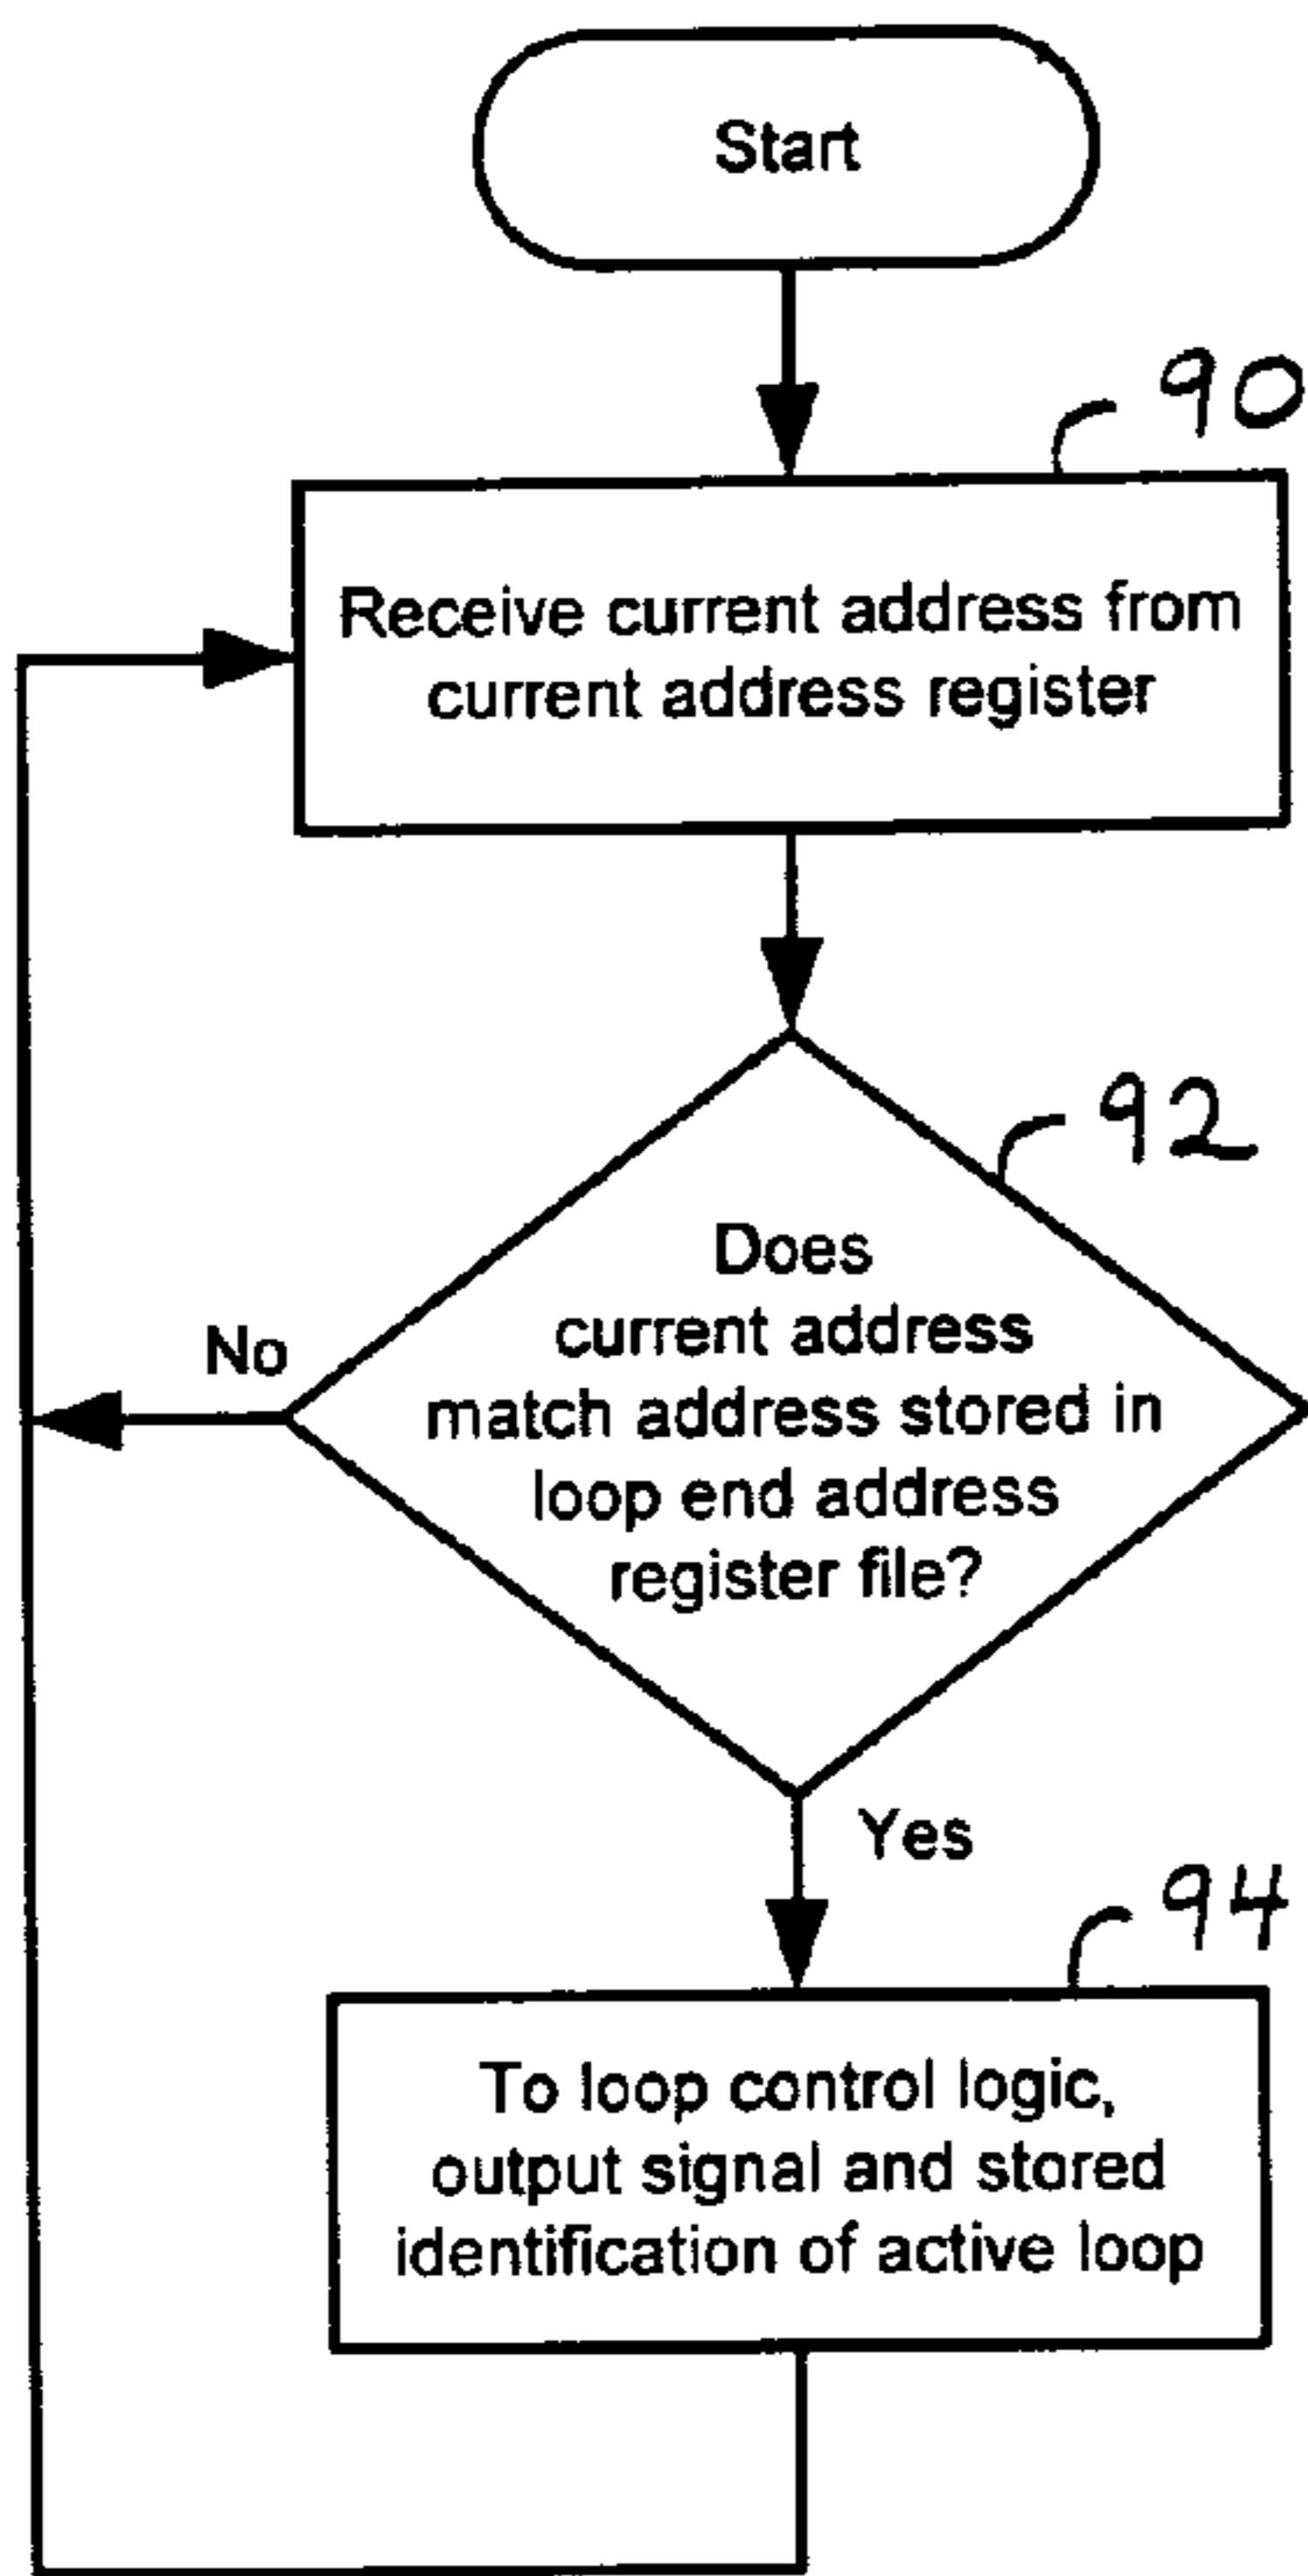 Start
90
Receive current address from
current address register
92
Does
current address
match address stored in
loop end address
register file?
No
Yes
94
To loop control logic,
output signal and stored
identification of active loop